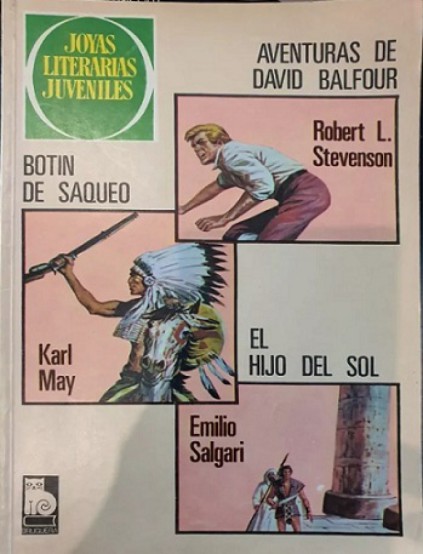 JOYAS
LITERARIAS
JUVENILES
AVENTURAS DE
DAVID BALFOUR
Robert L.
Stevenson
BOTIN
DE SAQUEO
Karl
May
EL
HIJO DEL SOL
Emilio
Salgari
BRUGUERA